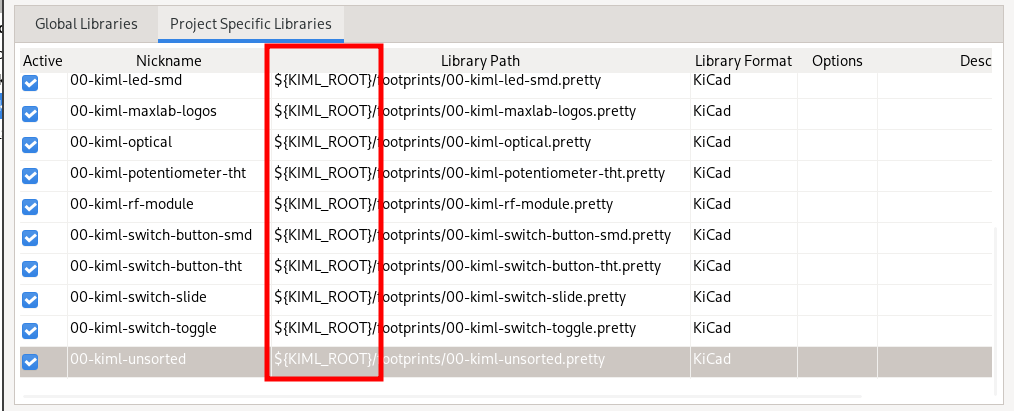 Global Libraries Project Specific Libraries
Active Nickname Library Path Library Format Options Desc
00-kiml-led-smd ${KIML_ROOT}/footprints/00-kiml-led-smd.pretty KiCad
00-kiml-maxlab-logos ${KIML_ROOT}/footprints/00-kiml-maxlab-logos.pretty KiCad
00-kiml-optical ${KIML_ROOT}/footprints/00-kiml-optical.pretty KiCad
00-kiml-potentiometer-tht ${KIML_ROOT}/footprints/00-kiml-potentiometer-tht.pretty KiCad
00-kiml-rf-module ${KIML_ROOT}/footprints/00-kiml-rf-module.pretty KiCad
00-kiml-switch-button-smd ${KIML_ROOT}/footprints/00-kiml-switch-button-smd.pretty KiCad
00-kiml-switch-button-tht ${KIML_ROOT}/footprints/00-kiml-switch-button-tht.pretty KiCad
00-kiml-switch-slide ${KIML_ROOT}/footprints/00-kiml-switch-slide.pretty KiCad
00-kiml-switch-toggle ${KIML_ROOT}/footprints/00-kiml-switch-toggle.pretty KiCad
00-kiml-unsorted ${KIML_ROOT}/footprints/00-kiml-unsorted.pretty KiCad